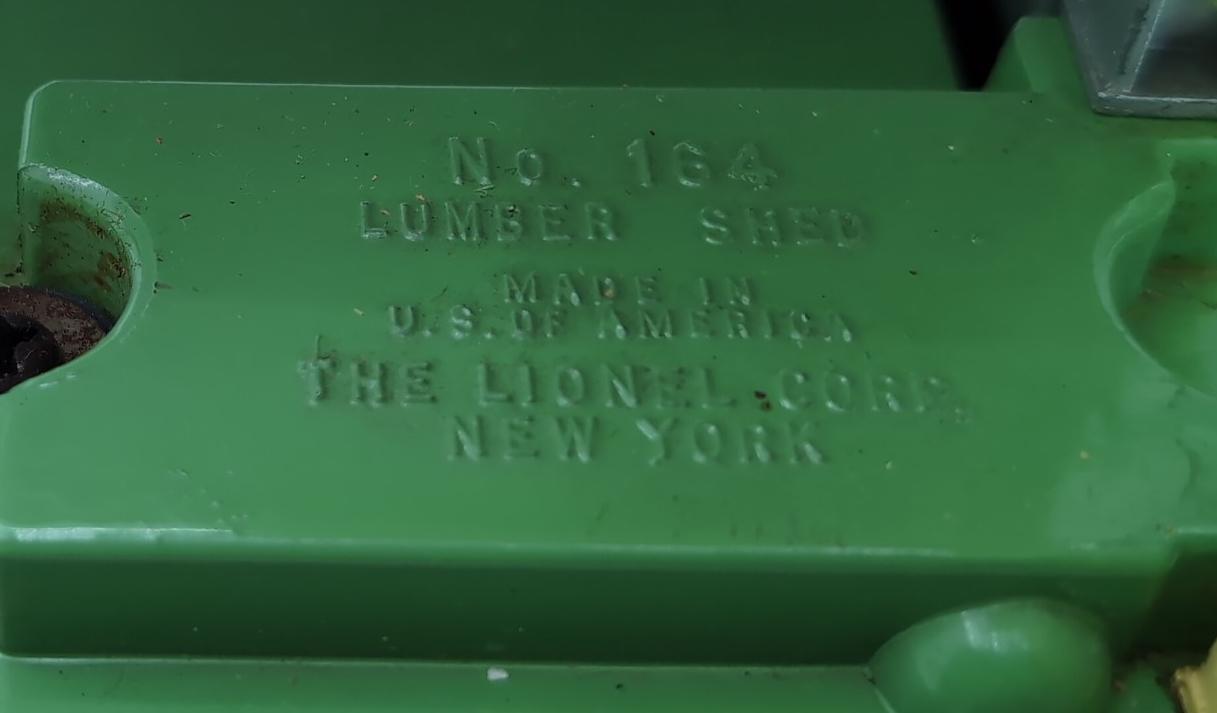 No. 164
LUMBER SHED
MADE IN
U.S. OF AMERICA
THE LIONEL CORP.
NEW YORK